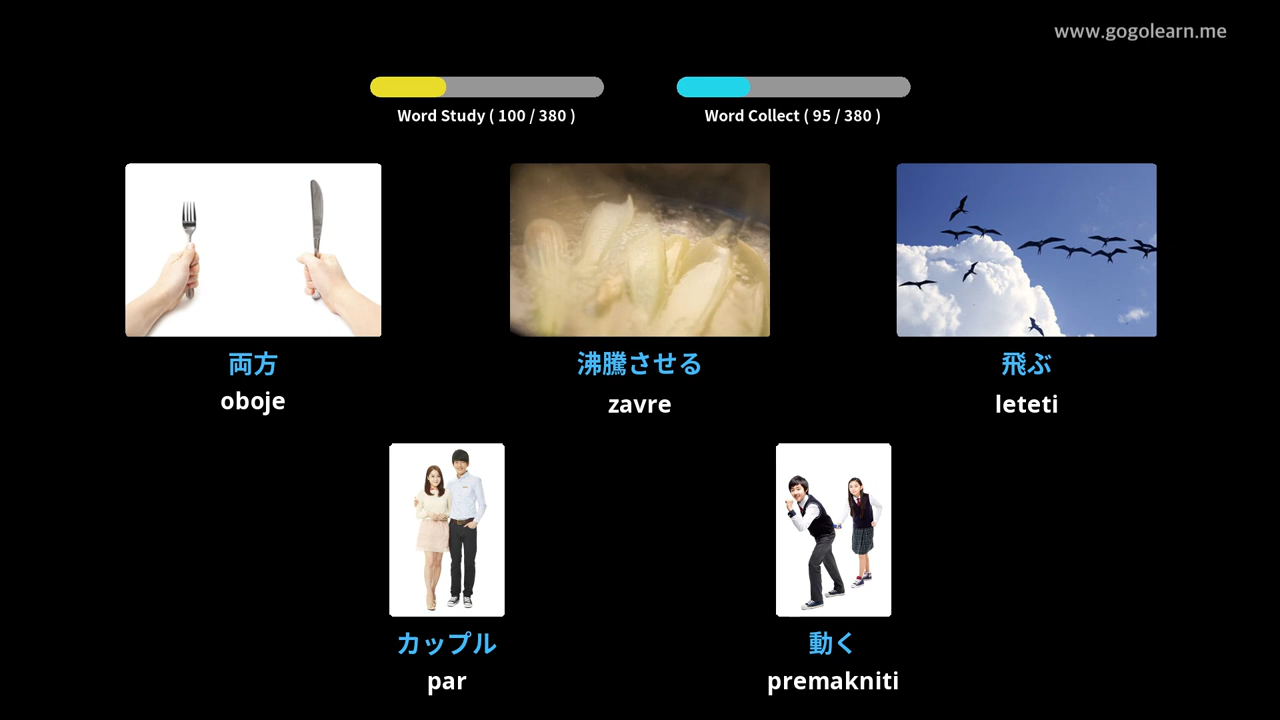 www.gogolearn.me
Word Study ( 100 / 380 )
Word Collect ( 95 / 380 )
両方
oboje
沸騰させる
zavre
飛ぶ
leteti
カップル
par
動く
premakniti